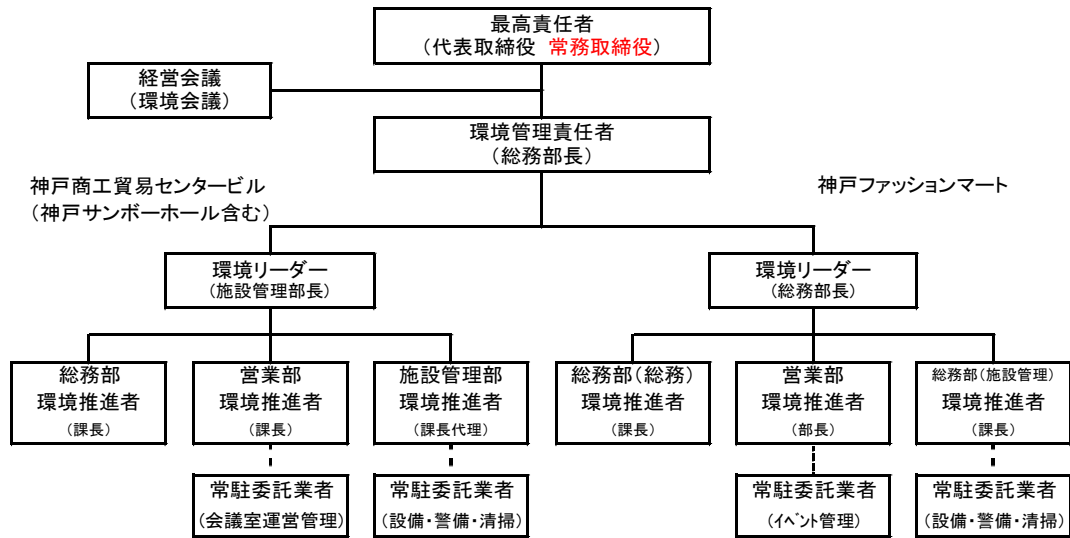 最高責任者
(代表取締役 常務取締役)
経営会議
(環境会議)
環境管理責任者
(総務部長)
神戸商工貿易センタービル
(神戸サンボーホール含む)
神戸ファッションマート
環境リーダー
(施設管理部長)
環境リーダー
(総務部長)
総務部
環境推進者
(課長)
営業部
環境推進者
(課長)
施設管理部
環境推進者
(課長代理)
総務部(総務)
環境推進者
(課長)
営業部
環境推進者
(部長)
総務部(施設管理)
環境推進者
(課長)
常駐委託業者
(会議室運営管理)
常駐委託業者
(設備・警備・清掃)
常駐委託業者
(イベント管理)
常駐委託業者
(設備・警備・清掃)